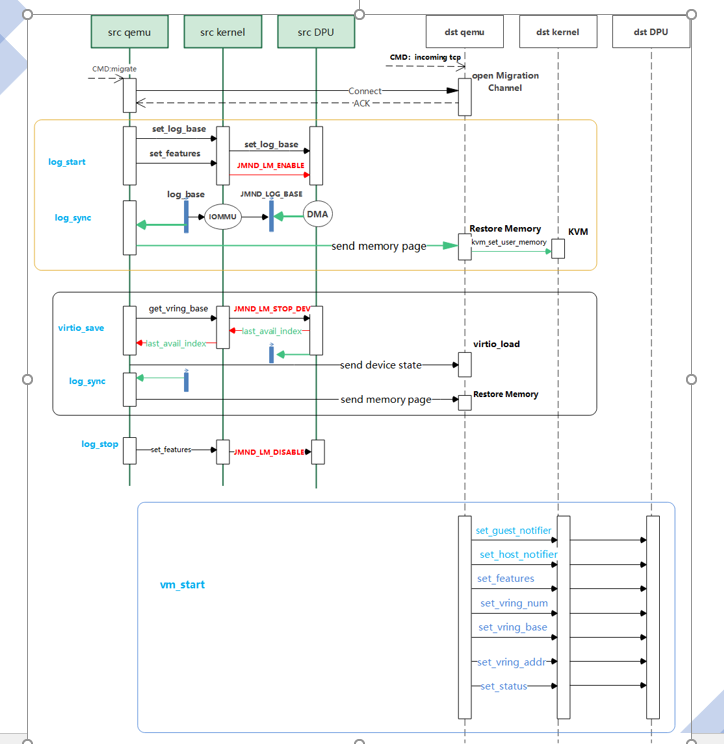 src qemu
src kernel
src DPU
dst qemu
dst kernel
dst DPU
CMD: incoming tcp
CMD:migrate
open Migration
Channel
Connect
ACK
set_log_base
set_log_base
log_start
set_features
JMND_LM_ENABLE
log_base
JMND_LOG_BASE
log_sync
IOMMU
DMA
Restore Memory
KVM
send memory page
kvm_set_user_memory
get_vring_base
JMND_LM_STOP_DEV
virtio_save
last_avail_index
last_avail_index
virtio_load
send device state
log_sync
Restore Memory
send memory page
log_stop
set_features
JMND_LM_DISABLE
set_guest_notifier
set_host_notifier
set_features
vm_start
set_vring_num
set_vring_base
set_vring_addr
set_status